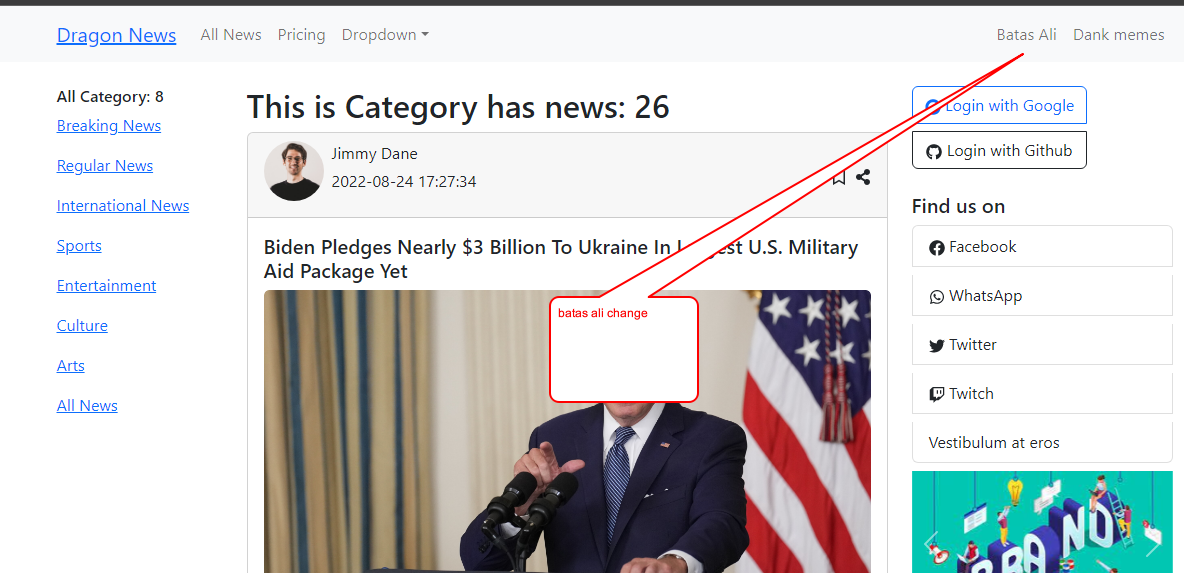 Dragon News All News Pricing Dropdown Batas Ali Dank memes
All Category: 8
Breaking News
Regular News
International News
Sports
Entertainment
Culture
Arts
All News
This is Category has news: 26
Jimmy Dane
2022-08-24 17:27:34
Biden Pledges Nearly $3 Billion To Ukraine In U.S. Military
Aid Package Yet
batas ali change
Login with Google
Login with Github
Find us on
Facebook
WhatsApp
Twitter
Twitch
Vestibulum at eros
BRAND